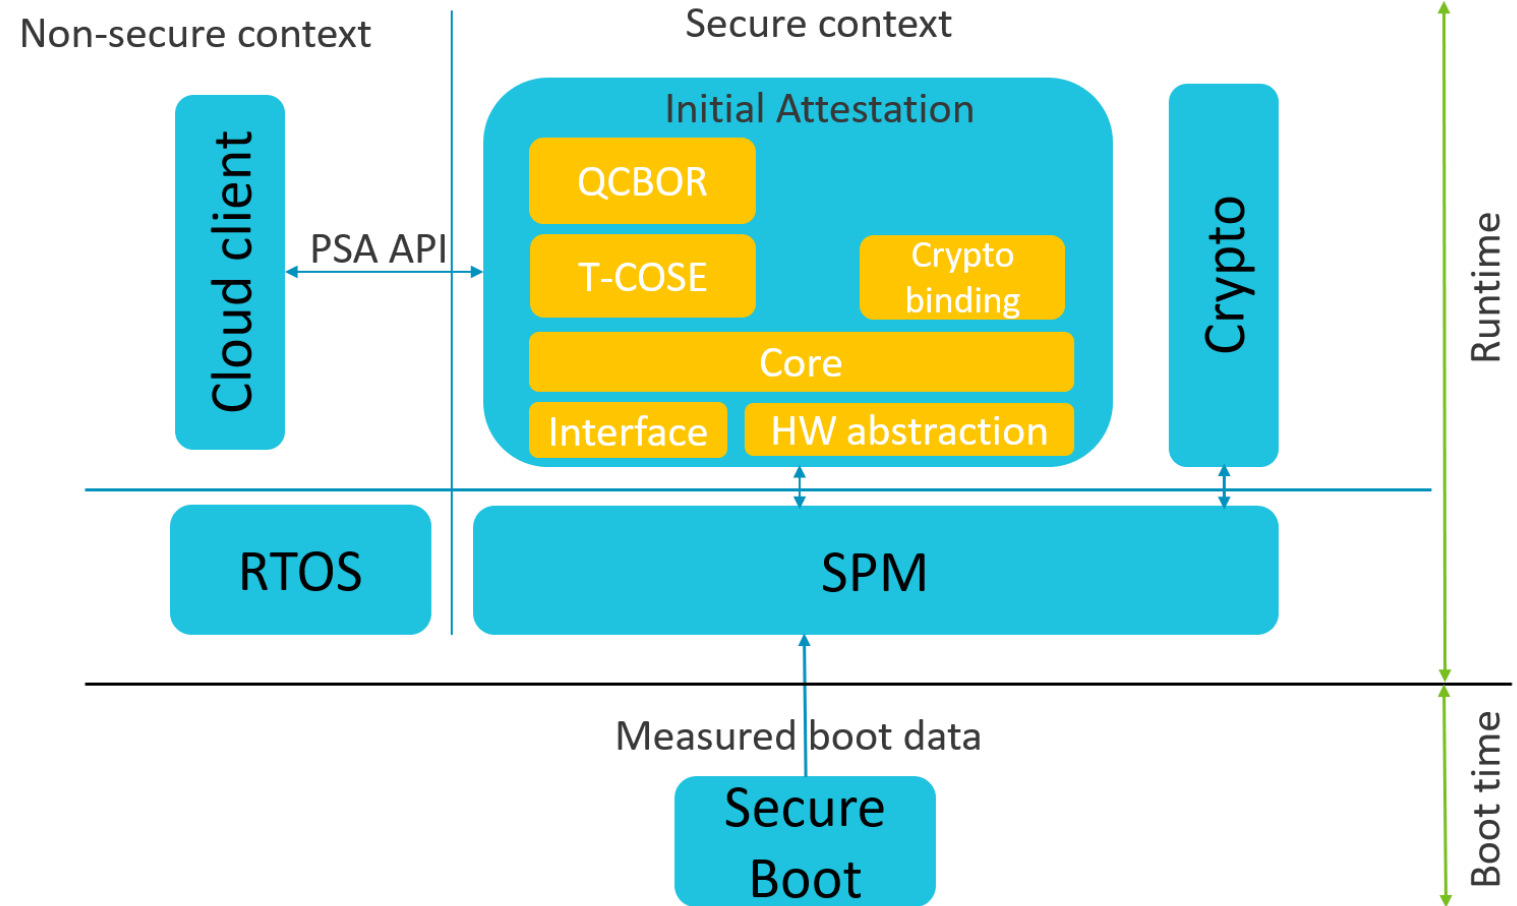 Non-secure context
Secure context
Initial Attestation
QCBOR
T-COSE
Crypto
binding
Core
Interface
HW abstraction
Cloud client
PSA API
Crypto
Runtime
RTOS
SPM
Measured boot data
Secure
Boot
Boot time